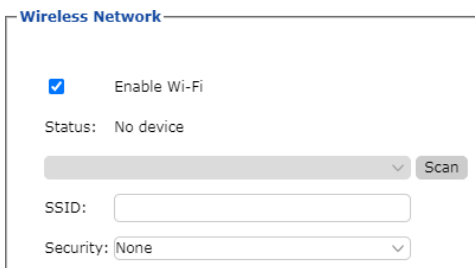 Wireless Network
Enable Wi-Fi
Status: No device
Scan
SSID:
Security: None